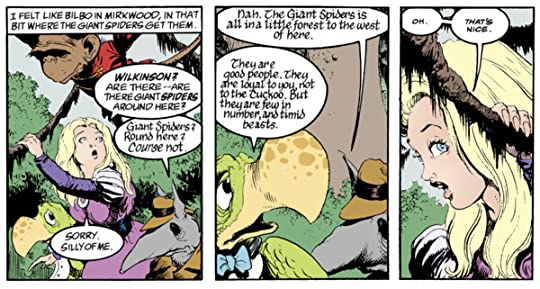 I FELT LIKE BILBO IN MIRKWOOD, IN THAT
BIT WHERE THE GIANT SPIDERS GET THEM.
WILKINSON?
ARE THERE--ARE
THERE GIANT SPIDERS
AROUND HERE?
Giant Spiders?
Round here?
Course not.
SORRY.
SILLY OF ME.
Nah. The Giant Spiders is
all in a little forest to the west
of here.
They are
good people. They
are loyal to you, not
to the Cuckoo. But
they are few in
number, and timid
beasts.
OH.
THAT'S
NICE.